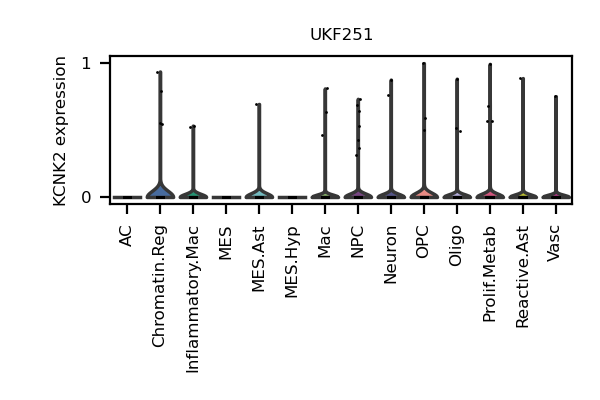 UKF251
KCNK2 expression
1
0
AC
Chromatin.Reg
Inflammatory.Mac
MES
MES.Ast
MES.Hyp
Mac
NPC
Neuron
OPC
Oligo
Prolif.Metab
Reactive.Ast
Vasc